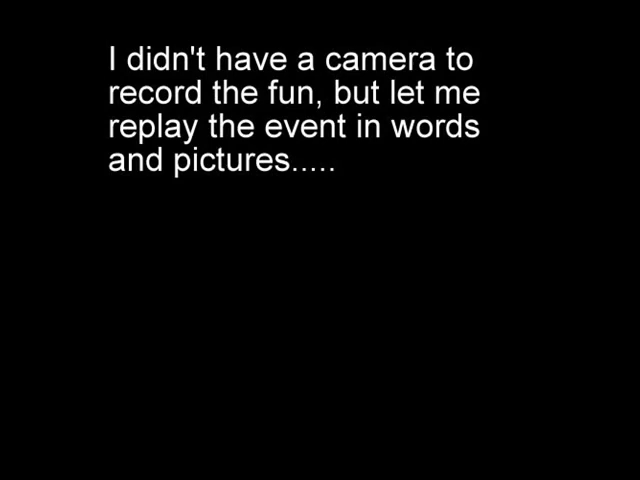 I didn't have a camera to
record the fun, but let me
replay the event in words
and pictures.....